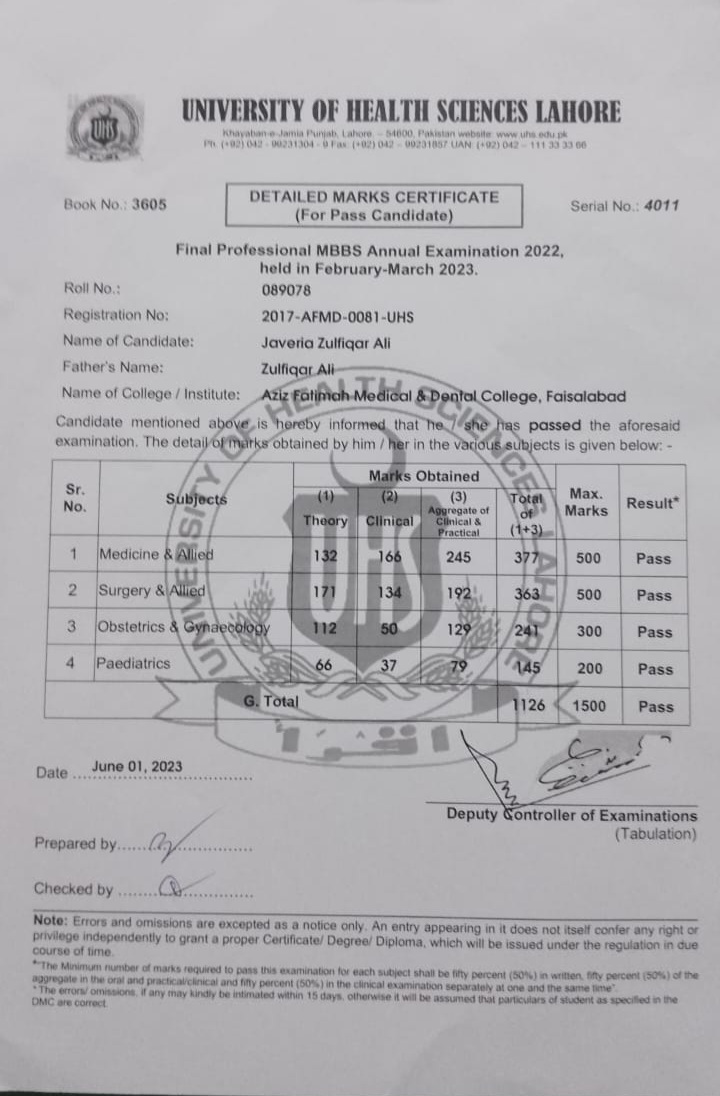 UHS
UNIVERSITY OF HEALTH SCIENCES LAHORE
Khayaban-e-Jamia Punjab, Lahore. – 54600, Pakistan website: www.uhs.edu.pk
Ph: (+92) 042 - 99231304 - 9 Fax: (+92) 042 – 99231857 UAN: (+92) 042 – 111 33 33 66
Book No.: 3605
DETAILED MARKS CERTIFICATE
(For Pass Candidate)
Serial No.: 4011
Final Professional MBBS Annual Examination 2022,
held in February-March 2023.
Roll No.: 089078
Registration No: 2017-AFMD-0081-UHS
Name of Candidate: Javeria Zulfiqar Ali
Father's Name: Zulfiqar Ali
Name of College / Institute: Aziz Fatimah Medical & Dental College, Faisalabad
Candidate mentioned above is hereby informed that he / she has passed the aforesaid
examination. The detail of marks obtained by him / her in the various subjects is given below: -
Sr. No. Subjects Marks Obtained Max. Marks Result*
(1) Theory (2) Clinical (3) Aggregate of Clinical & Practical Total of (1+3)
1 Medicine & Allied 132 166 245 377 500 Pass
2 Surgery & Allied 171 134 192 363 500 Pass
3 Obstetrics & Gynaecology 112 50 129 241 300 Pass
4 Paediatrics 66 37 79 145 200 Pass
G. Total 1126 1500 Pass
UNIVERSITY OF HEALTH SCIENCES LAHORE
UHS
Date ... June 01, 2023
Deputy Controller of Examinations
(Tabulation)
Prepared by......
Checked by ........
Note: Errors and omissions are excepted as a notice only. An entry appearing in it does not itself confer any right or
privilege independently to grant a proper Certificate/ Degree/ Diploma, which will be issued under the regulation in due
course of time.
*"The Minimum number of marks required to pass this examination for each subject shall be fifty percent (50%) in written, fifty percent (50%) of the
aggregate in the oral and practical/clinical and fifty percent (50%) in the clinical examination separately at one and the same time".
* The errors/ omissions, if any may kindly be intimated within 15 days, otherwise it will be assumed that particulars of student as specified in the
DMC are correct.